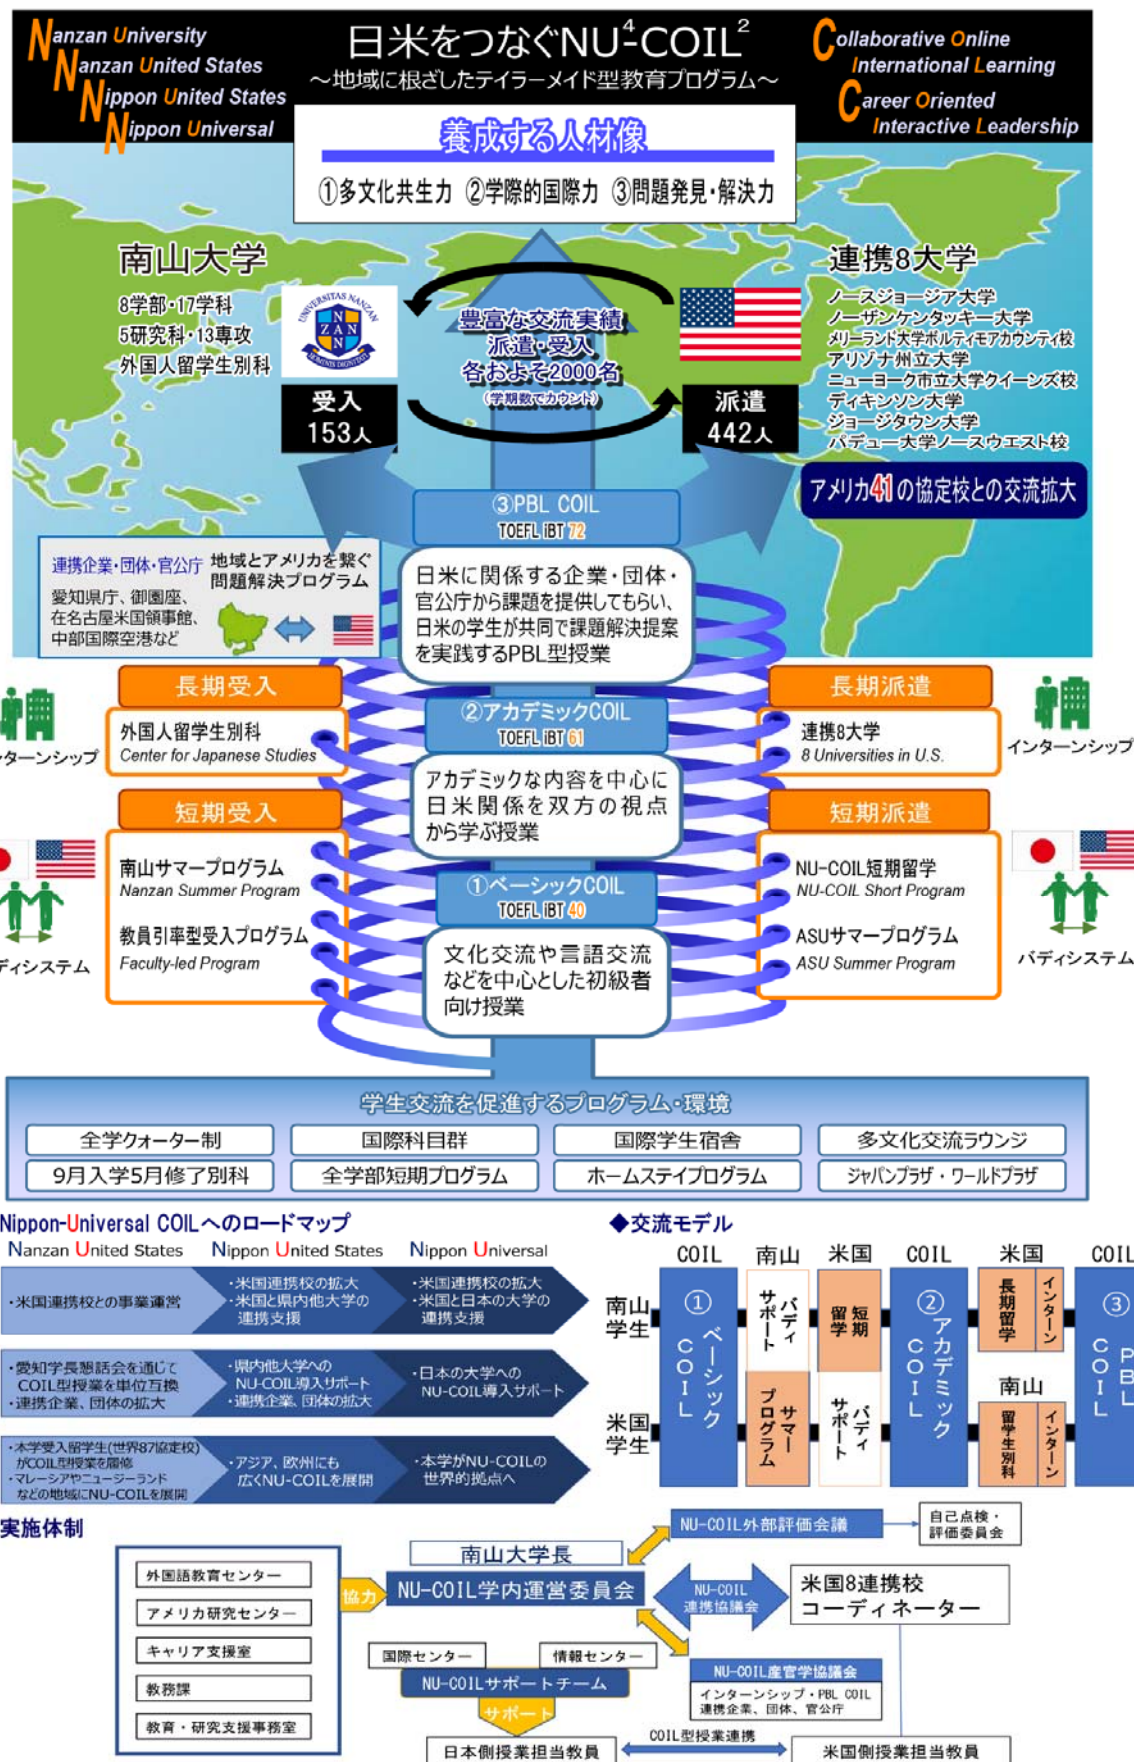 Nanzan University
Nanzan United States
Nippon United States
Nippon Universal
日米をつなぐNU⁴-COIL²
～地域に根ざしたテイラーメイド型教育プログラム～
Collaborative Online
International Learning
Career Oriented
Interactive Leadership
養成する人材像
①多文化共生力 ②学際的国際力 ③問題発見・解決力
南山大学
8学部・17学科
5研究科・13専攻
外国人留学生別科
UNIVERSITAS NANZAN
NZAN
HOMINIS DIGNITATI
受入
153人
豊富な交流実績
派遣・受入
各およそ2000名
(学期数でカウント)
派遣
442人
連携8大学
ノースジョージア大学
ノーザンケンタッキー大学
メリーランド大学ボルティモアカウンティ校
アリゾナ州立大学
ニューヨーク市立大学クイーンズ校
ディキンソン大学
ジョージタウン大学
パデュー大学ノースウエスト校
アメリカ41の協定校との交流拡大
③PBL COIL
TOEFL iBT 72
日米に関係する企業・団体・
官公庁から課題を提供してもらい、
日米の学生が共同で課題解決提案
を実践するPBL型授業
連携企業・団体・官公庁
愛知県庁、御園座、
在名古屋米国領事館、
中部国際空港など
地域とアメリカを繋ぐ
問題解決プログラム
長期受入
外国人留学生別科
Center for Japanese Studies
ターンシップ
②アカデミックCOIL
TOEFL iBT 61
アカデミックな内容を中心に
日米関係を双方の視点
から学ぶ授業
長期派遣
連携8大学
8 Universities in U.S.
インターンシップ
短期受入
南山サマープログラム
Nanzan Summer Program
教員引率型受入プログラム
Faculty-led Program
ディシステム
①ベーシックCOIL
TOEFL iBT 40
文化交流や言語交流
などを中心とした初級者
向け授業
短期派遣
NU-COIL短期留学
NU-COIL Short Program
ASUサマープログラム
ASU Summer Program
バディシステム
学生交流を促進するプログラム・環境
全学クォーター制
国際科目群
国際学生宿舎
多文化交流ラウンジ
9月入学5月修了別科
全学部短期プログラム
ホームステイプログラム
ジャパンプラザ・ワールドプラザ
Nippon-Universal COILへのロードマップ
Nanzan United States
Nippon United States
Nippon Universal
・米国連携校との事業運営
・米国連携校の拡大
・米国と県内他大学の
連携支援
・米国連携校の拡大
・米国と日本の大学の
連携支援
・愛知学長懇話会を通じて
COIL型授業を単位互換
・連携企業、団体の拡大
・県内他大学への
NU-COIL導入サポート
・連携企業、団体の拡大
・日本の大学への
NU-COIL導入サポート
・本学受入留学生(世界87協定校)
がCOIL型授業を履修
・マレーシアやニュージーランド
などの地域にNU-COILを展開
・アジア、欧州にも
広くNU-COILを展開
・本学がNU-COILの
世界的拠点へ
◆交流モデル
COIL
南山
米国
COIL
米国
COIL
南山
学生
米国
学生
①ベーシック
COIL
バディ
サポート
サマー
プログラム
短期
留学
バディ
サポート
②アカデミック
COIL
長期留学
インターン
南山
留学生別科
インターン
③PBL
COIL
実施体制
外国語教育センター
アメリカ研究センター
キャリア支援室
教務課
教育・研究支援事務室
協力
南山大学長
NU-COIL学内運営委員会
NU-COIL外部評価会議
自己点検・
評価委員会
NU-COIL
連携協議会
米国8連携校
コーディネーター
国際センター
情報センター
NU-COILサポートチーム
サポート
NU-COIL産官学協議会
インターンシップ・PBL COIL
連携企業、団体、官公庁
日本側授業担当教員
COIL型授業連携
米国側授業担当教員